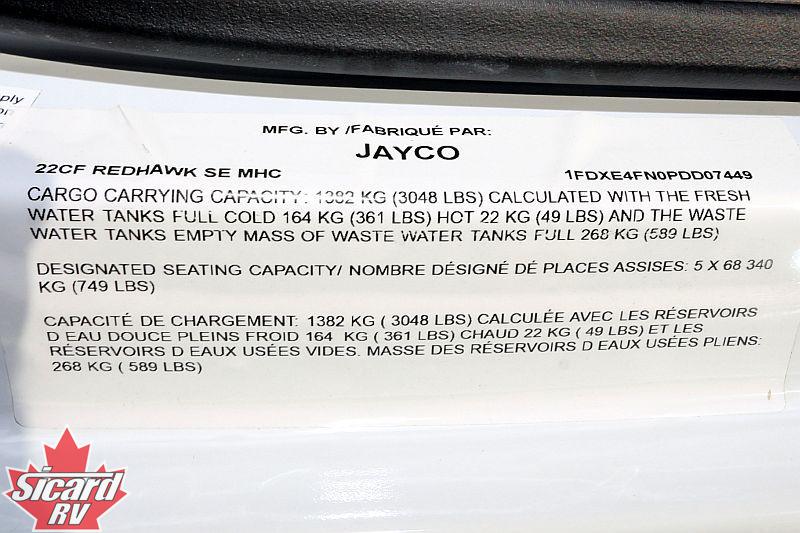 ply
MFG. BY /FABRIQUÉ PAR:
JAYCO
22CF REDHAWK SE MHC 1FDXE4FN0PDD07449
CARGO CARRYING CAPACITY: 1382 KG (3048 LBS) CALCULATED WITH THE FRESH
WATER TANKS FULL COLD 164 KG (361 LBS) HOT 22 KG (49 LBS) AND THE WASTE
WATER TANKS EMPTY MASS OF WASTE WATER TANKS FULL 268 KG (589 LBS)
DESIGNATED SEATING CAPACITY/ NOMBRE DÉSIGNÉ DÉ PLACES ASSISES: 5 X 68 340
KG (749 LBS)
CAPACITÉ DE CHARGEMENT: 1382 KG ( 3048 LBS) CALCULÉE AVEC LES RÉSERVOIRS
D EAU DOUCE PLEINS FROID 164 KG ( 361 LBS) CHAUD 22 KG ( 49 LBS) ET LES
RÉSERVOIRS D EAUX USÉES VIDES. MASSE DES RÉSERVOIRS D EAUX USÉES PLIENS:
268 KG ( 589 LBS)
Sicard
RV